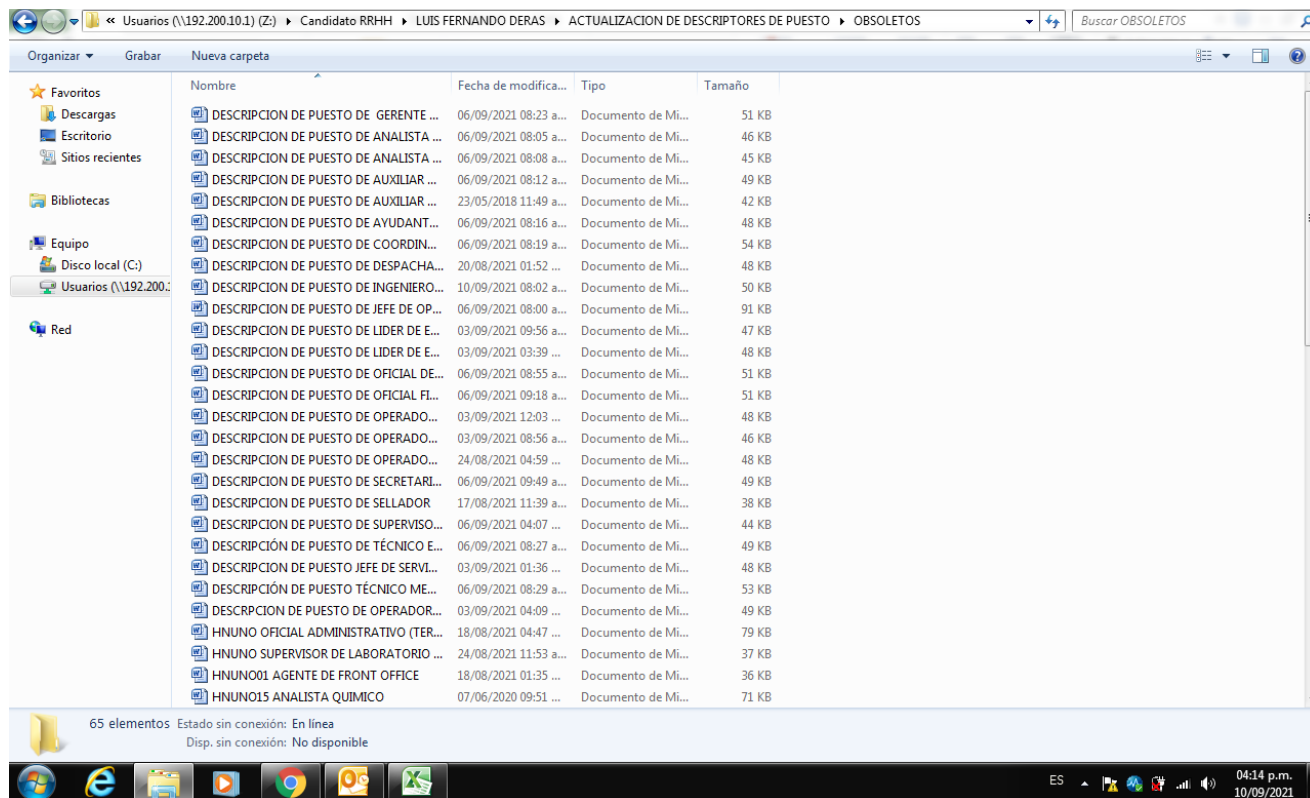 « Usuarios (\\192.200.10.1) (Z:) ▸ Candidato RRHH ▸ LUIS FERNANDO DERAS ▸ ACTUALIZACION DE DESCRIPTORES DE PUESTO ▸ OBSOLETOS Buscar OBSOLETOS
Organizar Grabar Nueva carpeta
Nombre Fecha de modifica... Tipo Tamaño
Favoritos
Descargas
Escritorio
Sitios recientes
Bibliotecas
Equipo
Disco local (C:)
Usuarios (\\192.200.:
Red
DESCRIPCION DE PUESTO DE GERENTE ... 06/09/2021 08:23 a... Documento de Mi... 51 KB
DESCRIPCION DE PUESTO DE ANALISTA ... 06/09/2021 08:05 a... Documento de Mi... 46 KB
DESCRIPCION DE PUESTO DE ANALISTA ... 06/09/2021 08:08 a... Documento de Mi... 45 KB
DESCRIPCION DE PUESTO DE AUXILIAR ... 06/09/2021 08:12 a... Documento de Mi... 49 KB
DESCRIPCION DE PUESTO DE AUXILIAR ... 23/05/2018 11:49 a... Documento de Mi... 42 KB
DESCRIPCION DE PUESTO DE AYUDANT... 06/09/2021 08:16 a... Documento de Mi... 48 KB
DESCRIPCION DE PUESTO DE COORDIN... 06/09/2021 08:19 a... Documento de Mi... 54 KB
DESCRIPCION DE PUESTO DE DESPACHA... 20/08/2021 01:52 ... Documento de Mi... 48 KB
DESCRIPCION DE PUESTO DE INGENIERO... 10/09/2021 08:02 a... Documento de Mi... 50 KB
DESCRIPCION DE PUESTO DE JEFE DE OP... 06/09/2021 08:00 a... Documento de Mi... 91 KB
DESCRIPCION DE PUESTO DE LIDER DE E... 03/09/2021 09:56 a... Documento de Mi... 47 KB
DESCRIPCION DE PUESTO DE LIDER DE E... 03/09/2021 03:39 ... Documento de Mi... 48 KB
DESCRIPCION DE PUESTO DE OFICIAL DE... 06/09/2021 08:55 a... Documento de Mi... 51 KB
DESCRIPCION DE PUESTO DE OFICIAL FI... 06/09/2021 09:18 a... Documento de Mi... 51 KB
DESCRIPCION DE PUESTO DE OPERADO... 03/09/2021 12:03 ... Documento de Mi... 48 KB
DESCRIPCION DE PUESTO DE OPERADO... 03/09/2021 08:56 a... Documento de Mi... 46 KB
DESCRIPCION DE PUESTO DE OPERADO... 24/08/2021 04:59 ... Documento de Mi... 48 KB
DESCRIPCION DE PUESTO DE SECRETARI... 06/09/2021 09:49 a... Documento de Mi... 49 KB
DESCRIPCION DE PUESTO DE SELLADOR 17/08/2021 11:39 a... Documento de Mi... 38 KB
DESCRIPCION DE PUESTO DE SUPERVISO... 06/09/2021 04:07 ... Documento de Mi... 44 KB
DESCRIPCIÓN DE PUESTO DE TÉCNICO E... 06/09/2021 08:27 a... Documento de Mi... 49 KB
DESCRIPCION DE PUESTO JEFE DE SERVI... 03/09/2021 01:36 ... Documento de Mi... 48 KB
DESCRIPCIÓN DE PUESTO TÉCNICO ME... 06/09/2021 08:29 a... Documento de Mi... 53 KB
DESCRPCION DE PUESTO DE OPERADOR... 03/09/2021 04:09 ... Documento de Mi... 49 KB
HNUNO OFICIAL ADMINISTRATIVO (TER... 18/08/2021 04:47 ... Documento de Mi... 79 KB
HNUNO SUPERVISOR DE LABORATORIO ... 24/08/2021 11:53 a... Documento de Mi... 37 KB
HNUNO01 AGENTE DE FRONT OFFICE 18/08/2021 01:35 ... Documento de Mi... 36 KB
HNUNO15 ANALISTA QUIMICO 07/06/2020 09:51 ... Documento de Mi... 71 KB
65 elementos Estado sin conexión: En línea
Disp. sin conexión: No disponible
ES 04:14 p.m.
10/09/2021